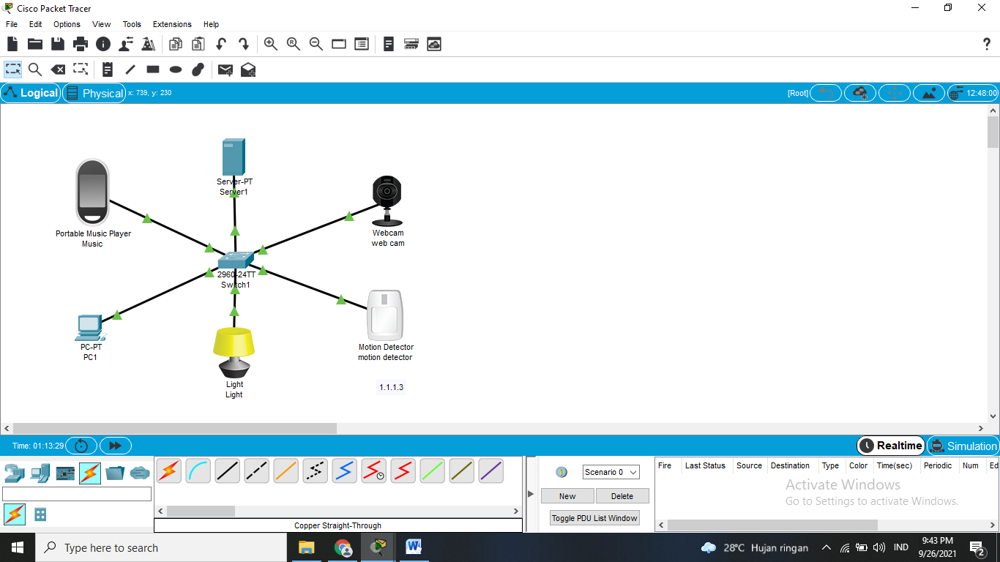 Cisco Packet Tracer
File Edit Options View Tools Extensions Help
?
Logical Physical x: 739, y: 230 [Root] 12:48:00
Server-PT
Server1
Portable Music Player
Music
Webcam
web cam
2960-24TT
Switch1
PC-PT
PC1
Motion Detector
motion detector
Light
Light
1.1.1.3
Time: 01:13:29 Realtime Simulation
Scenario 0
New Delete
Toggle PDU List Window
Fire Last Status Source Destination Type Color Time(sec) Periodic Num Ed
Activate Windows
Go to Settings to activate Windows.
Copper Straight-Through
Type here to search
28°C Hujan ringan
IND
9:43 PM
9/26/2021
2